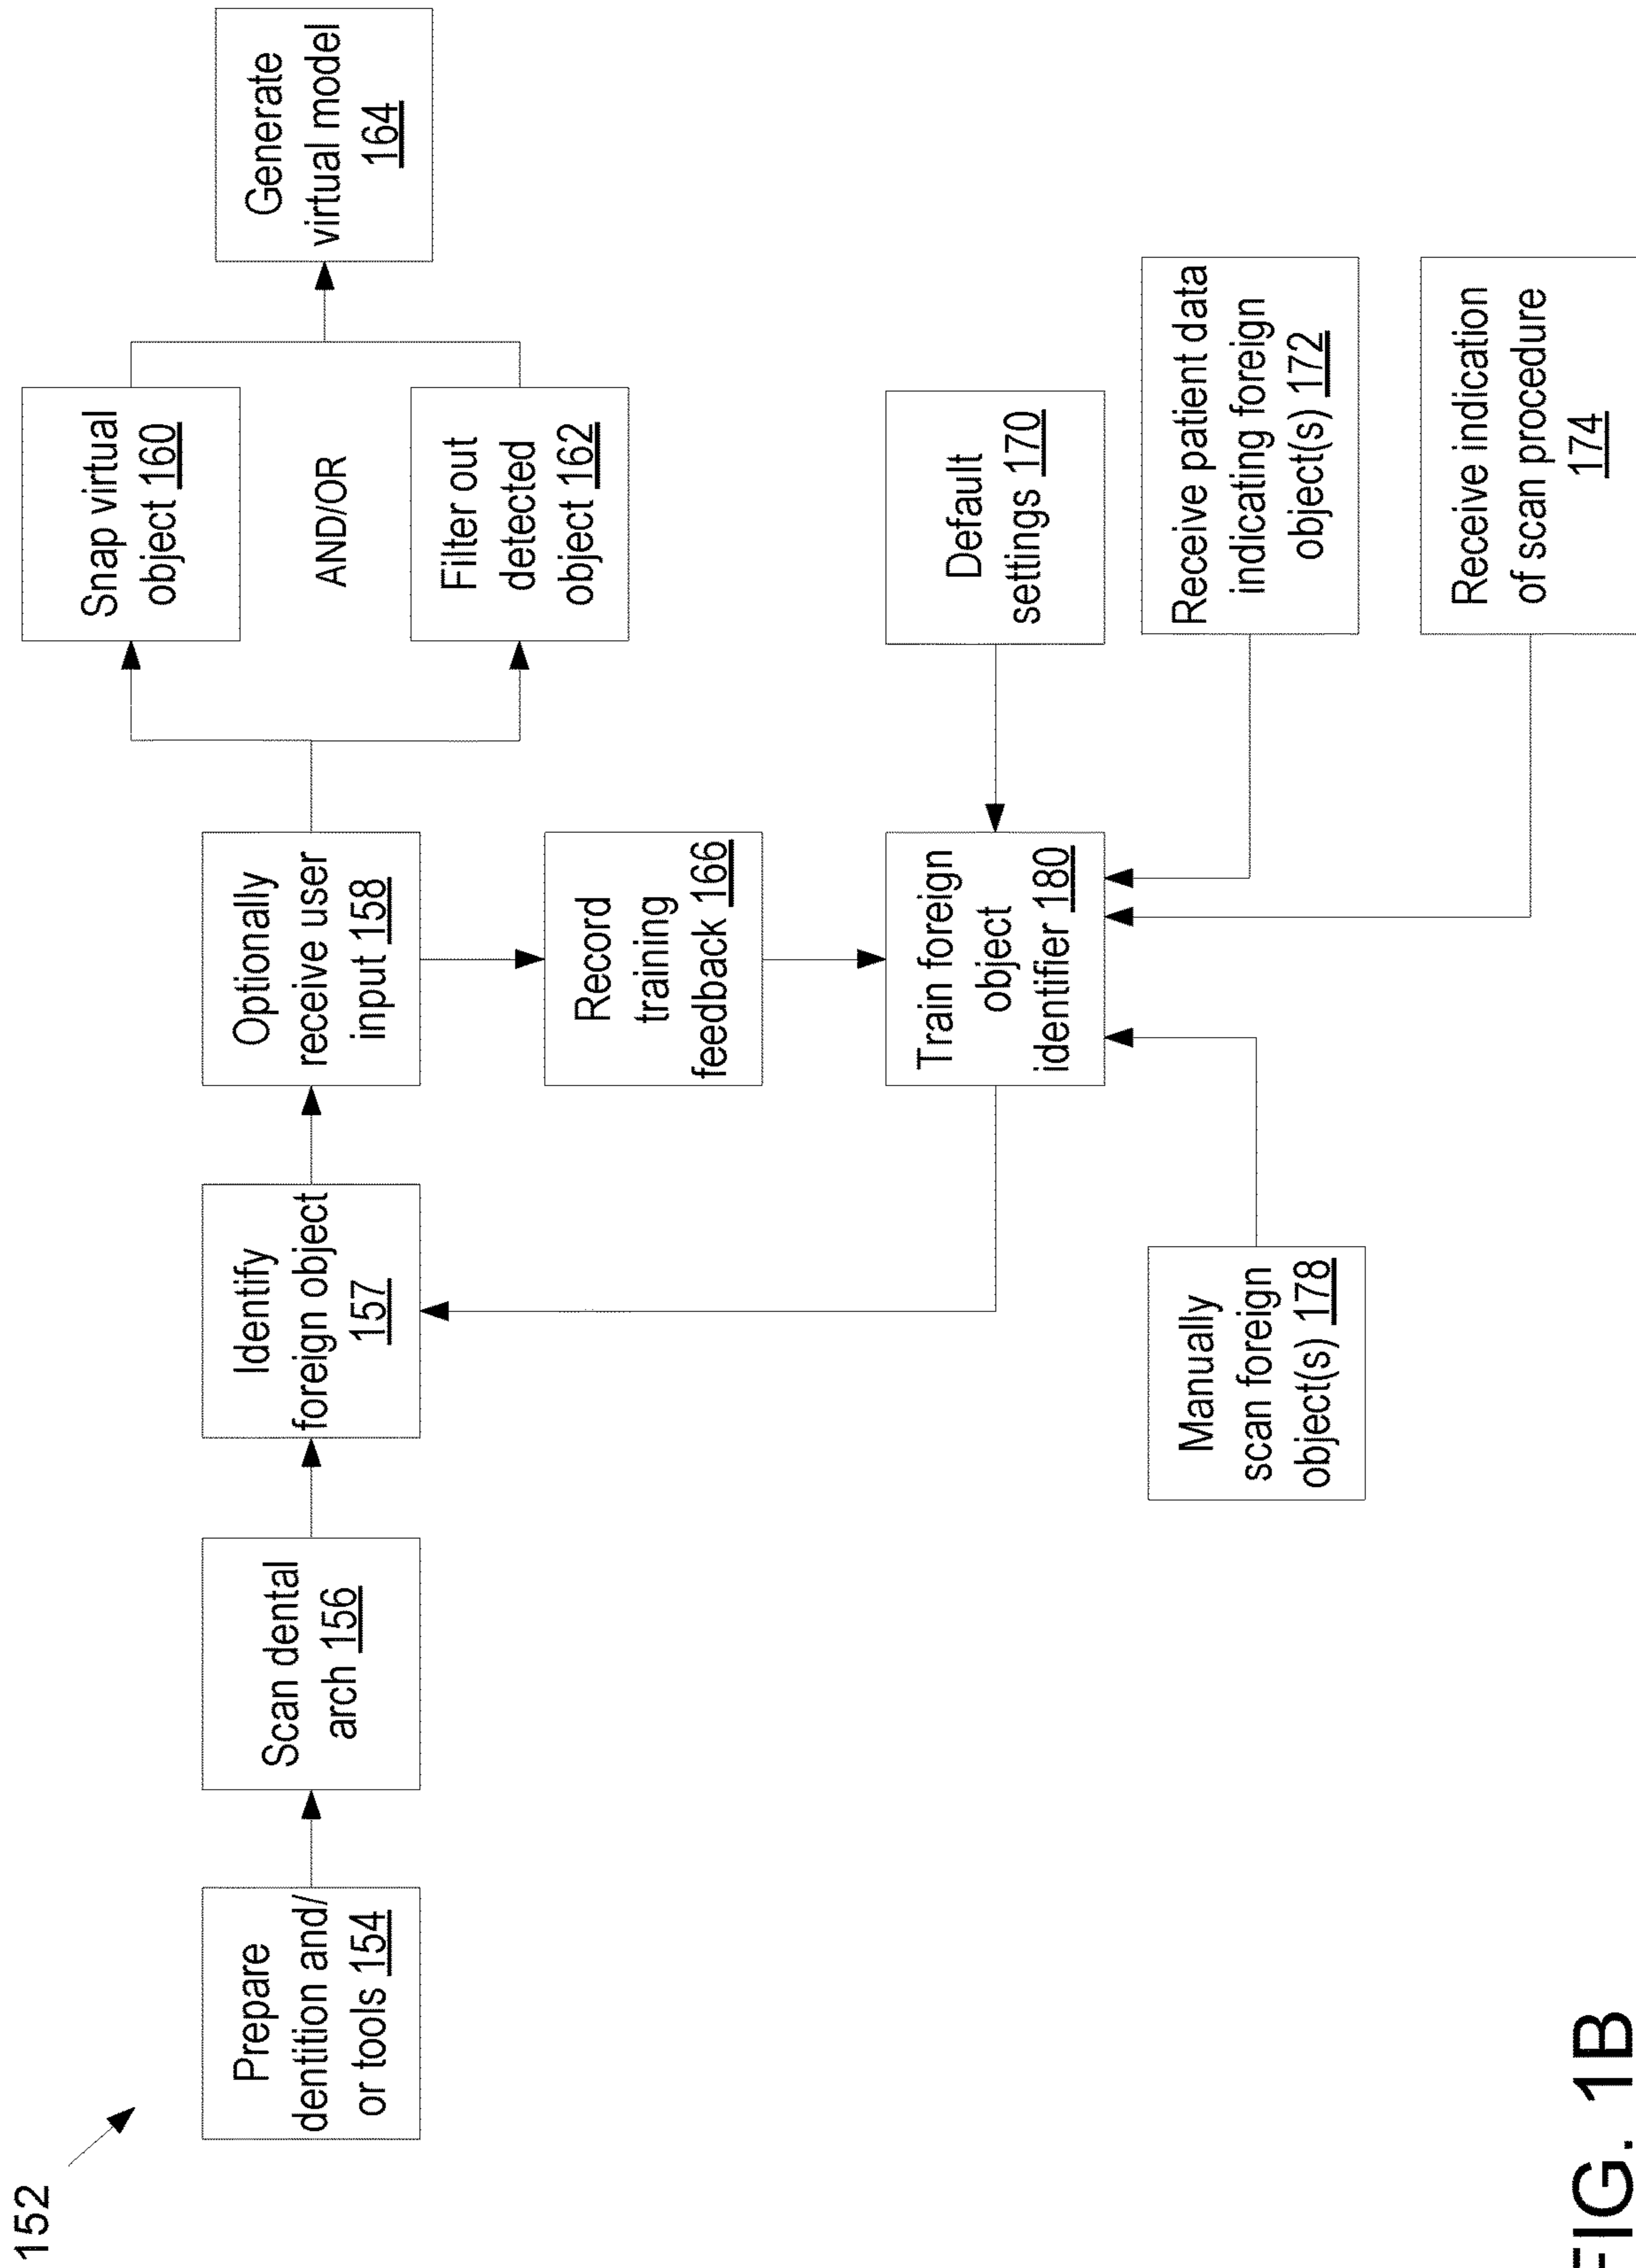 152
Prepare
dentition and/
or tools 154
Scan dental
arch 156
Identify
foreign object
157
Optionally
receive user
input 158
Snap virtual
object 160
AND/OR
Filter out
detected
object 162
Generate
virtual model
164
Record
training
feedback 166
Train foreign
object
identifier 180
Default
settings 170
Receive patient data
indicating foreign
object(s) 172
Receive indication
of scan procedure
174
Manually
scan foreign
object(s) 178
FIG. 1B